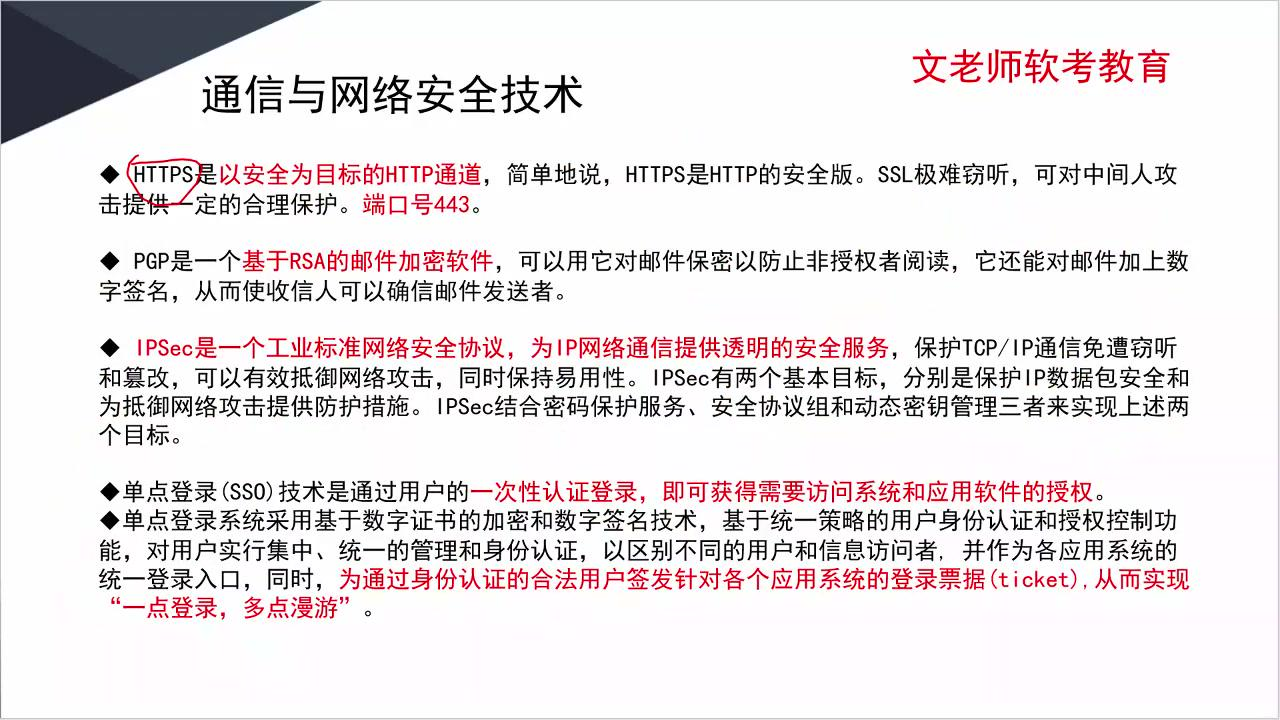 文老师软考教育
通信与网络安全技术
◆ HTTPS是以安全为目标的HTTP通道，简单地说，HTTPS是HTTP的安全版。SSL极难窃听，可对中间人攻
击提供一定的合理保护。端口号443。
◆ PGP是一个基于RSA的邮件加密软件，可以用它对邮件保密以防止非授权者阅读，它还能对邮件加上数
字签名，从而使收信人可以确信邮件发送者。
◆ IPSec是一个工业标准网络安全协议，为IP网络通信提供透明的安全服务，保护TCP/IP通信免遭窃听
和篡改，可以有效抵御网络攻击，同时保持易用性。IPSec有两个基本目标，分别是保护IP数据包安全和
为抵御网络攻击提供防护措施。IPSec结合密码保护服务、安全协议组和动态密钥管理三者来实现上述两
个目标。
◆单点登录(SSO)技术是通过用户的一次性认证登录，即可获得需要访问系统和应用软件的授权。
◆单点登录系统采用基于数字证书的加密和数字签名技术，基于统一策略的用户身份认证和授权控制功
能，对用户实行集中、统一的管理和身份认证，以区别不同的用户和信息访问者, 并作为各应用系统的
统一登录入口，同时，为通过身份认证的合法用户签发针对各个应用系统的登录票据(ticket),从而实现
“一点登录，多点漫游”。